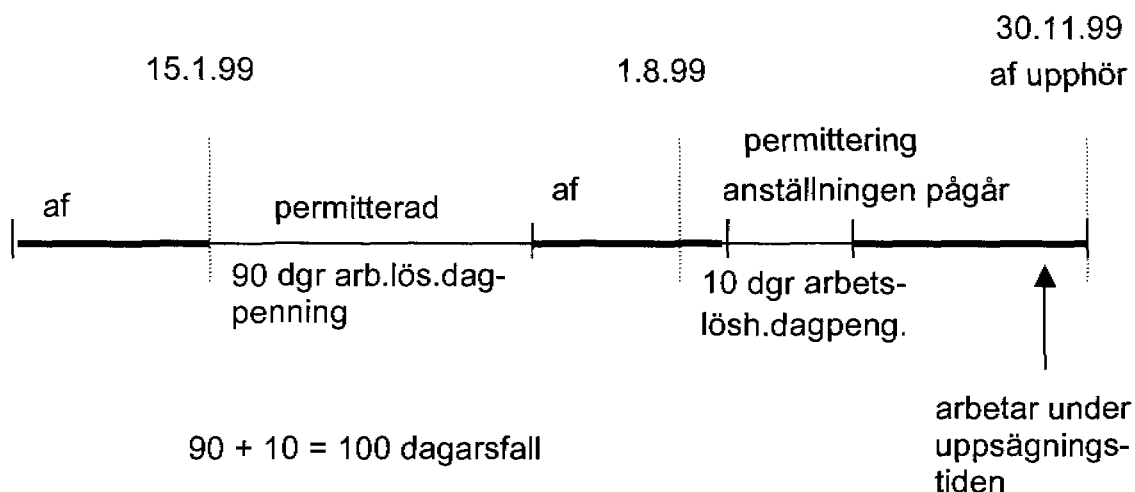 30.11.99
15.1.99
1.8.99
af upphör
permittering
af
permitterad
af
anställningen pågår
90 dgr arb.lös.dag-
penning
10 dgr arbets-
lösh.dagpeng.
arbetar under
uppsägnings-
tiden
90 + 10 = 100 dagarsfall